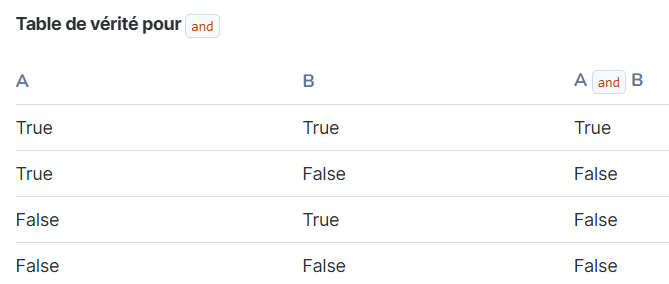 Table de vérité pour and
A B A and B
True True True
True False False
False True False
False False False